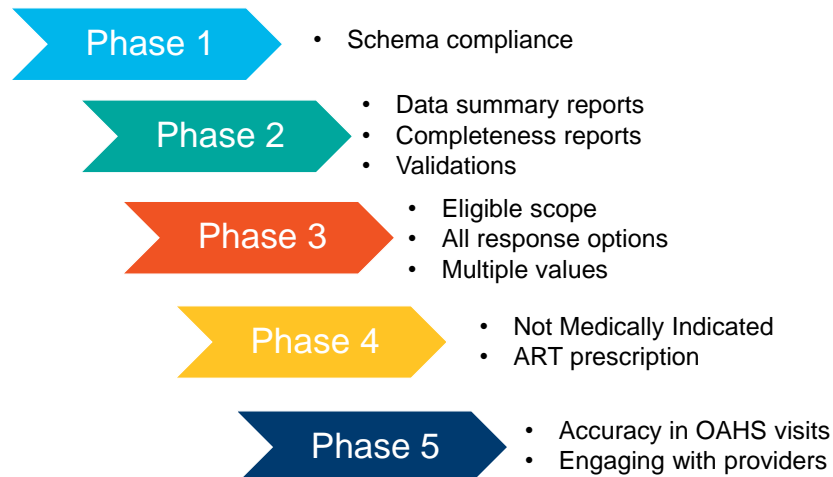 Phase 1
• Schema compliance
Phase 2
• Data summary reports
• Completeness reports
• Validations
Phase 3
• Eligible scope
• All response options
• Multiple values
Phase 4
• Not Medically Indicated
• ART prescription
Phase 5
• Accuracy in OAHS visits
• Engaging with providers